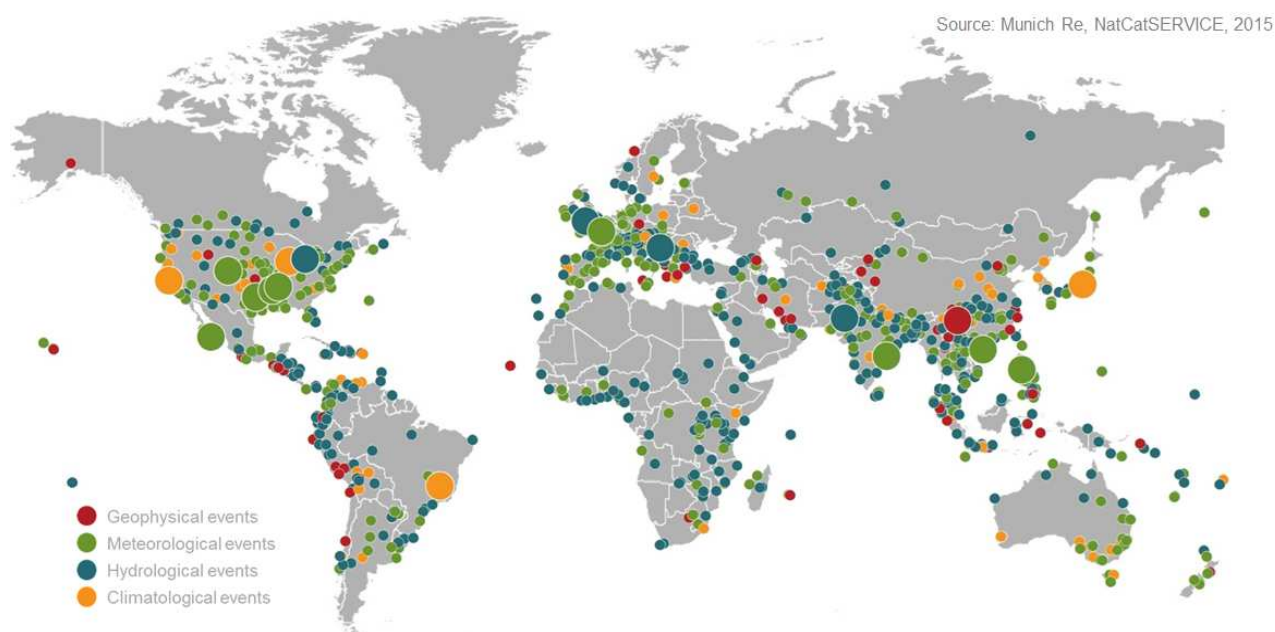 Source: Munich Re, NatCatSERVICE, 2015
Geophysical events
Meteorological events
Hydrological events
Climatological events